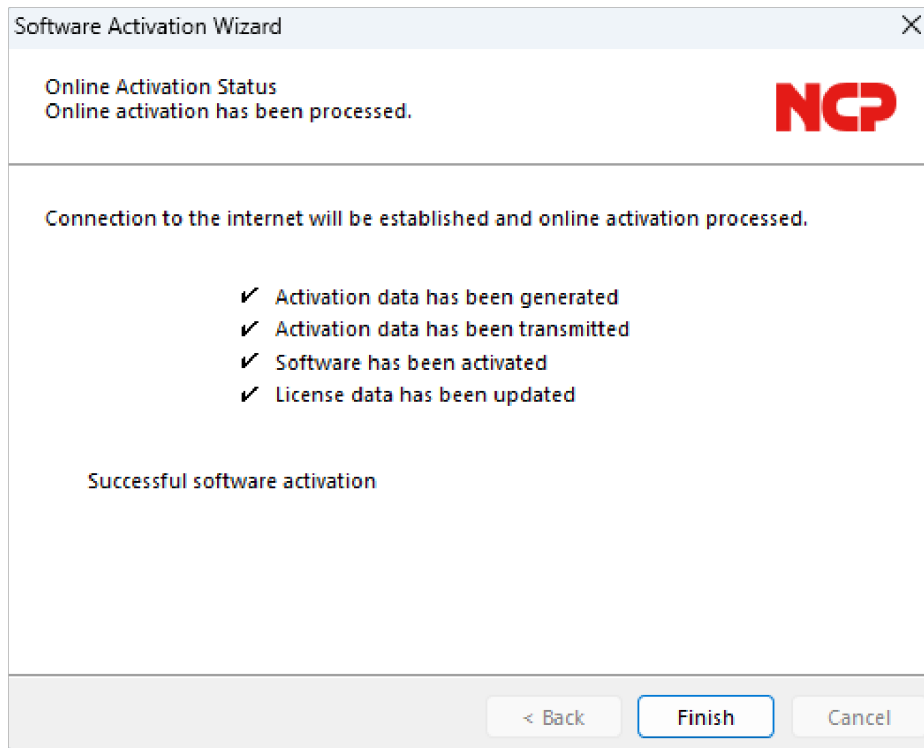 Software Activation Wizard
Online Activation Status
Online activation has been processed.
NCP
Connection to the internet will be established and online activation processed.
✔ Activation data has been generated
✔ Activation data has been transmitted
✔ Software has been activated
✔ License data has been updated
Successful software activation
< Back Finish Cancel